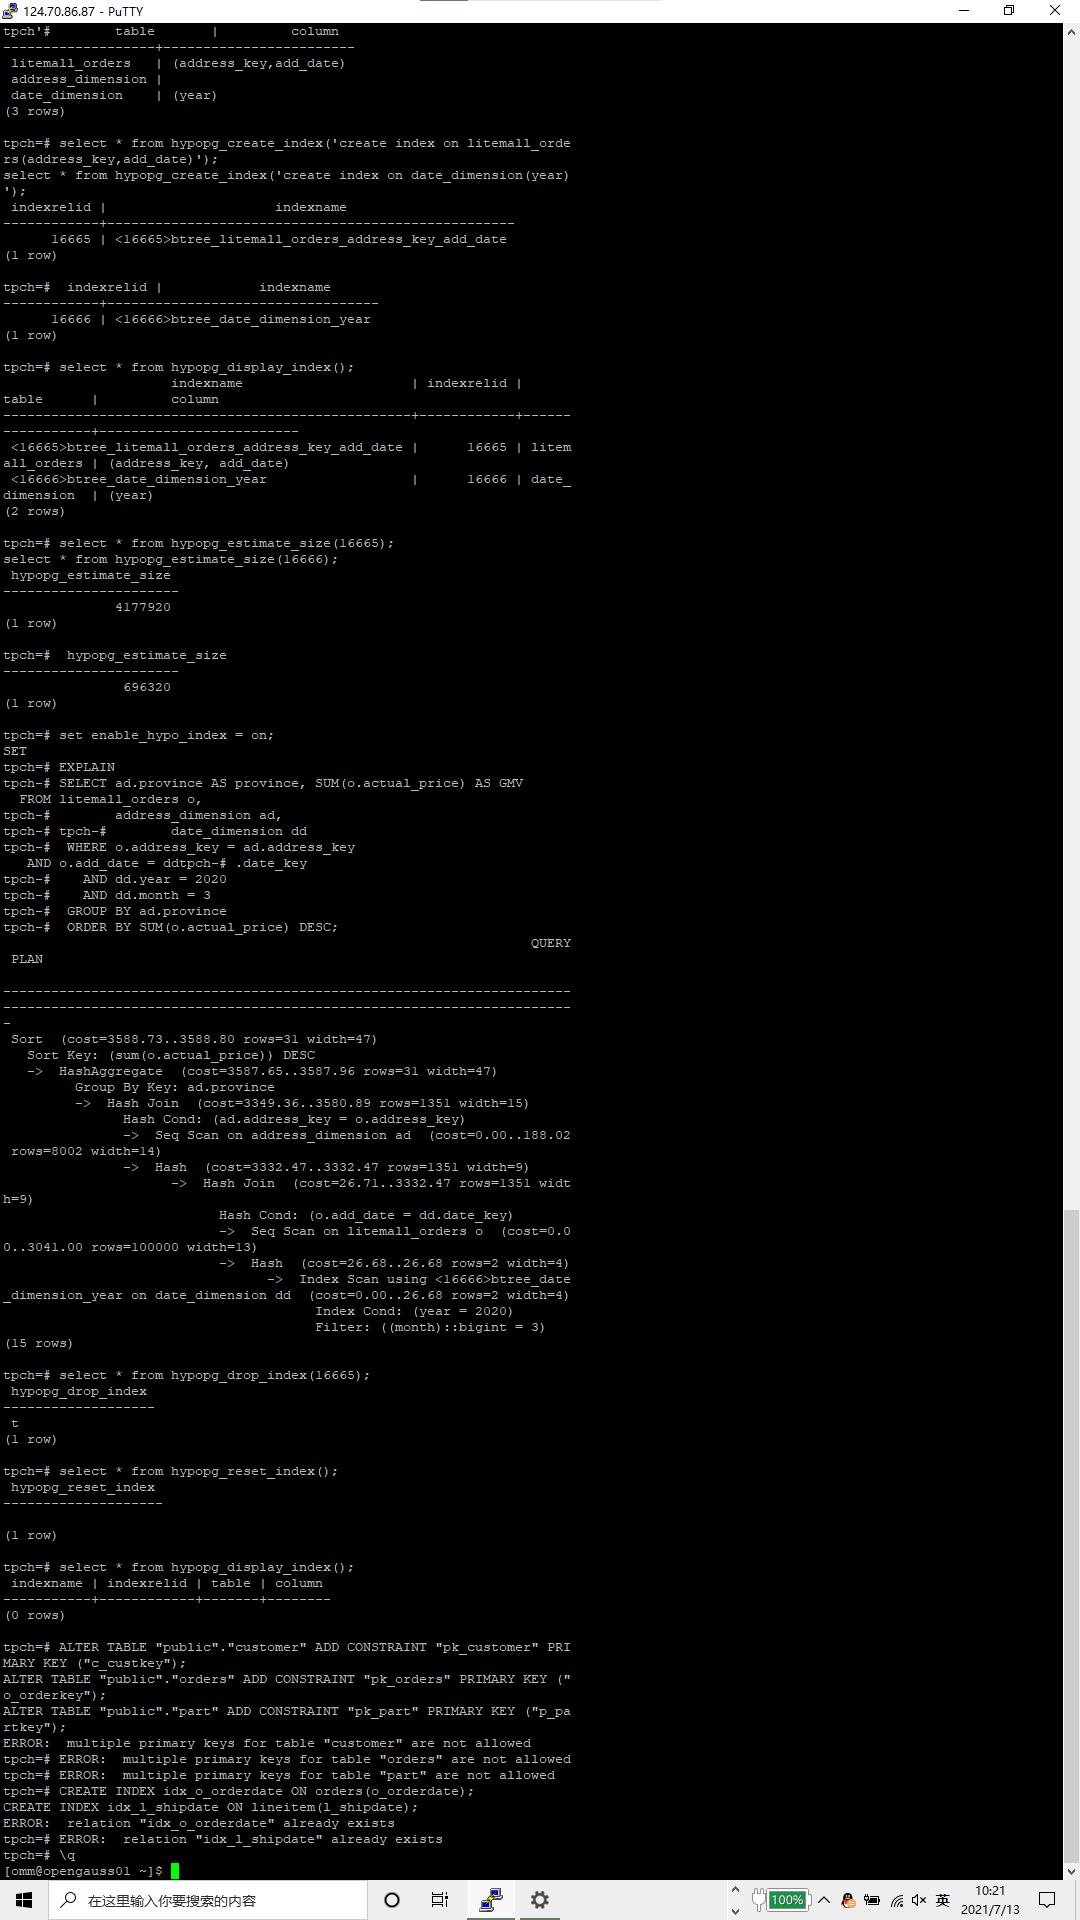 124.70.86.87 - PuTTY
tpch'#        table       |         column
-------------------+------------------------
 litemall_orders   | (address_key,add_date)
 address_dimension |
 date_dimension    | (year)
(3 rows)
tpch=# select * from hypopg_create_index('create index on litemall_orde
rs(address_key,add_date)');
select * from hypopg_create_index('create index on date_dimension(year)
');
 indexrelid |                     indexname
------------+---------------------------------------------------
      16665 | <16665>btree_litemall_orders_address_key_add_date
(1 row)
tpch=#  indexrelid |            indexname
------------+----------------------------------
      16666 | <16666>btree_date_dimension_year
(1 row)
tpch=# select * from hypopg_display_index();
                     indexname                     | indexrelid |
table      |         column
---------------------------------------------------+------------+------
-----------+-------------------------
 <16665>btree_litemall_orders_address_key_add_date |      16665 | litem
all_orders | (address_key, add_date)
 <16666>btree_date_dimension_year                  |      16666 | date_
dimension  | (year)
(2 rows)
tpch=# select * from hypopg_estimate_size(16665);
select * from hypopg_estimate_size(16666);
 hypopg_estimate_size
----------------------
              4177920
(1 row)
tpch=#  hypopg_estimate_size
----------------------
               696320
(1 row)
tpch=# set enable_hypo_index = on;
SET
tpch=# EXPLAIN
tpch-# SELECT ad.province AS province, SUM(o.actual_price) AS GMV
  FROM litemall_orders o,
tpch-#        address_dimension ad,
tpch-# tpch-#        date_dimension dd
tpch-#  WHERE o.address_key = ad.address_key
   AND o.add_date = ddtpch-# .date_key
tpch-#    AND dd.year = 2020
tpch-#    AND dd.month = 3
tpch-#  GROUP BY ad.province
tpch-#  ORDER BY SUM(o.actual_price) DESC;
                                                                  QUERY
 PLAN
-----------------------------------------------------------------------
-----------------------------------------------------------------------
-
 Sort  (cost=3588.73..3588.80 rows=31 width=47)
   Sort Key: (sum(o.actual_price)) DESC
   ->  HashAggregate  (cost=3587.65..3587.96 rows=31 width=47)
         Group By Key: ad.province
         ->  Hash Join  (cost=3349.36..3580.89 rows=1351 width=15)
               Hash Cond: (ad.address_key = o.address_key)
               ->  Seq Scan on address_dimension ad  (cost=0.00..188.02
 rows=8002 width=14)
               ->  Hash  (cost=3332.47..3332.47 rows=1351 width=9)
                     ->  Hash Join  (cost=26.71..3332.47 rows=1351 widt
h=9)
                           Hash Cond: (o.add_date = dd.date_key)
                           ->  Seq Scan on litemall_orders o  (cost=0.0
0..3041.00 rows=100000 width=13)
                           ->  Hash  (cost=26.68..26.68 rows=2 width=4)
                                 ->  Index Scan using <16666>btree_date
_dimension_year on date_dimension dd  (cost=0.00..26.68 rows=2 width=4)
                                       Index Cond: (year = 2020)
                                       Filter: ((month)::bigint = 3)
(15 rows)
tpch=# select * from hypopg_drop_index(16665);
 hypopg_drop_index
-------------------
 t
(1 row)
tpch=# select * from hypopg_reset_index();
 hypopg_reset_index
--------------------
(1 row)
tpch=# select * from hypopg_display_index();
 indexname | indexrelid | table | column
-----------+------------+-------+--------
(0 rows)
tpch=# ALTER TABLE "public"."customer" ADD CONSTRAINT "pk_customer" PRI
MARY KEY ("c_custkey");
ALTER TABLE "public"."orders" ADD CONSTRAINT "pk_orders" PRIMARY KEY ("
o_orderkey");
ALTER TABLE "public"."part" ADD CONSTRAINT "pk_part" PRIMARY KEY ("p_pa
rtkey");
ERROR:  multiple primary keys for table "customer" are not allowed
tpch=# ERROR:  multiple primary keys for table "orders" are not allowed
tpch=# ERROR:  multiple primary keys for table "part" are not allowed
tpch=# CREATE INDEX idx_o_orderdate ON orders(o_orderdate);
CREATE INDEX idx_l_shipdate ON lineitem(l_shipdate);
ERROR:  relation "idx_o_orderdate" already exists
tpch=# ERROR:  relation "idx_l_shipdate" already exists
tpch=# \q
[omm@opengauss01 ~]$
在这里输入你要搜索的内容
100%
英
10:21
2021/7/13